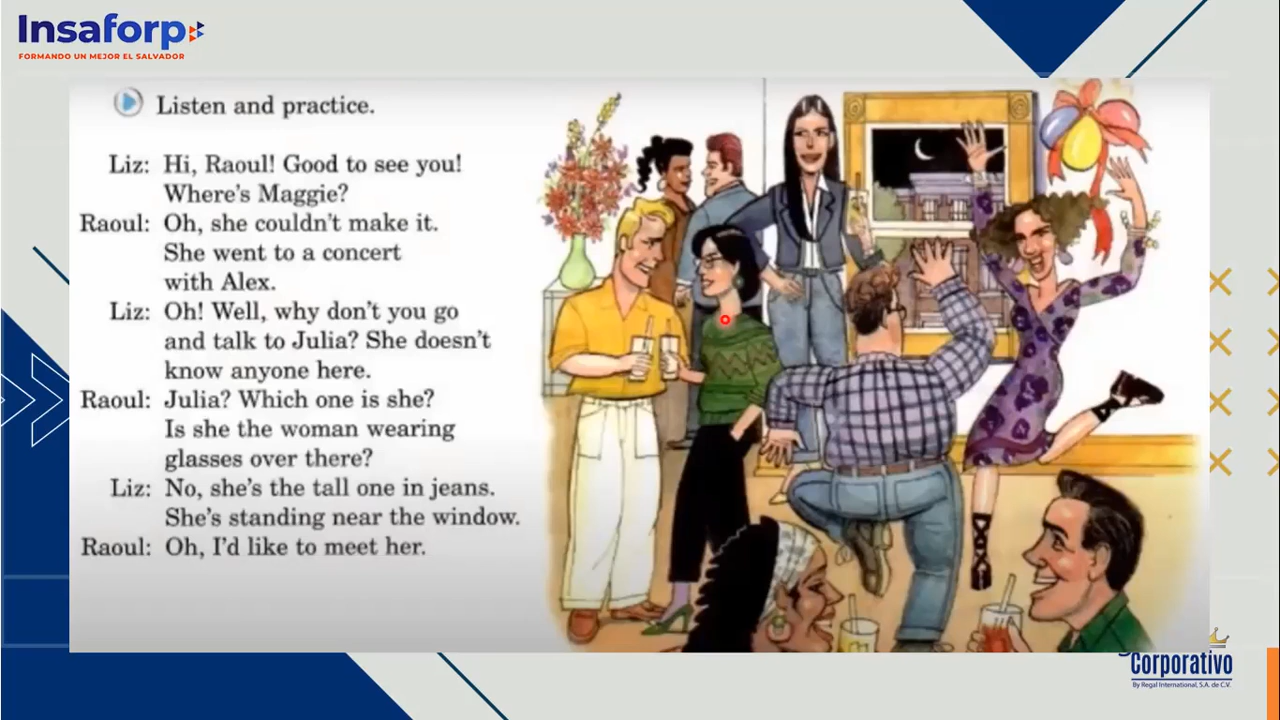 Insaforp
FORMANDO UN MEJOR EL SALVADOR
Listen and practice.
Liz: Hi, Raoul! Good to see you!
Where's Maggie?
Raoul: Oh, she couldn't make it.
She went to a concert
with Alex.
Liz: Oh! Well, why don't you go
and talk to Julia? She doesn't
know anyone here.
Raoul: Julia? Which one is she?
Is she the woman wearing
glasses over there?
Liz: No, she's the tall one in jeans.
She's standing near the window.
Raoul: Oh, I'd like to meet her.
Corporativo
By Regal International, S.A. de C.V.